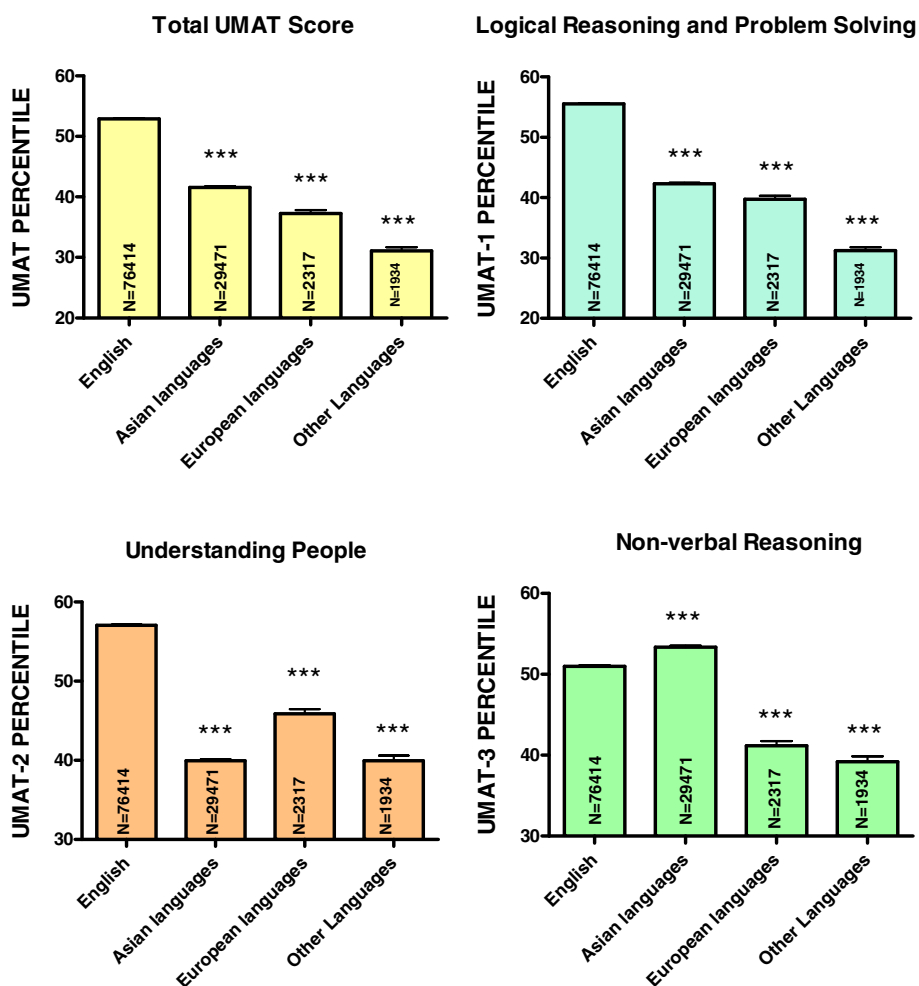 Total UMAT Score
UMAT PERCENTILE
60
50
40
30
20
***
***
***
N=76414
N=29471
N=2317
N=1934
English
Asian languages
European languages
Other Languages
Logical Reasoning and Problem Solving
UMAT-1 PERCENTILE
60
50
40
30
20
***
***
***
N=76414
N=29471
N=2317
N=1934
English
Asian languages
European languages
Other Languages
Understanding People
UMAT-2 PERCENTILE
60
50
40
30
***
***
***
N=76414
N=29471
N=2317
N=1934
English
Asian languages
European languages
Other Languages
Non-verbal Reasoning
UMAT-3 PERCENTILE
60
50
40
30
***
***
***
N=76414
N=29471
N=2317
N=1934
English
Asian languages
European languages
Other Languages